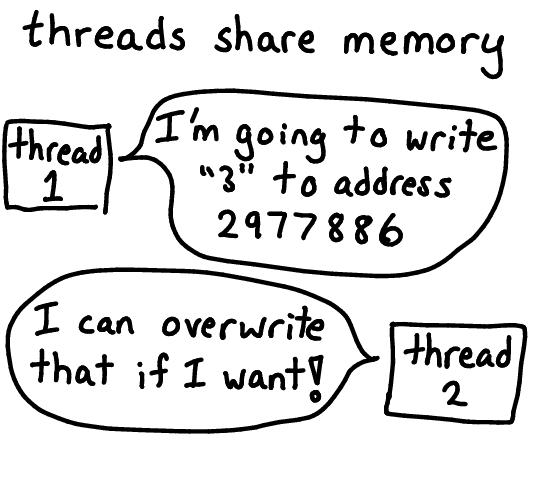 threads share memory
thread
1
I'm going to write
"3" to address
2977886
I can overwrite
that if I want!
thread
2